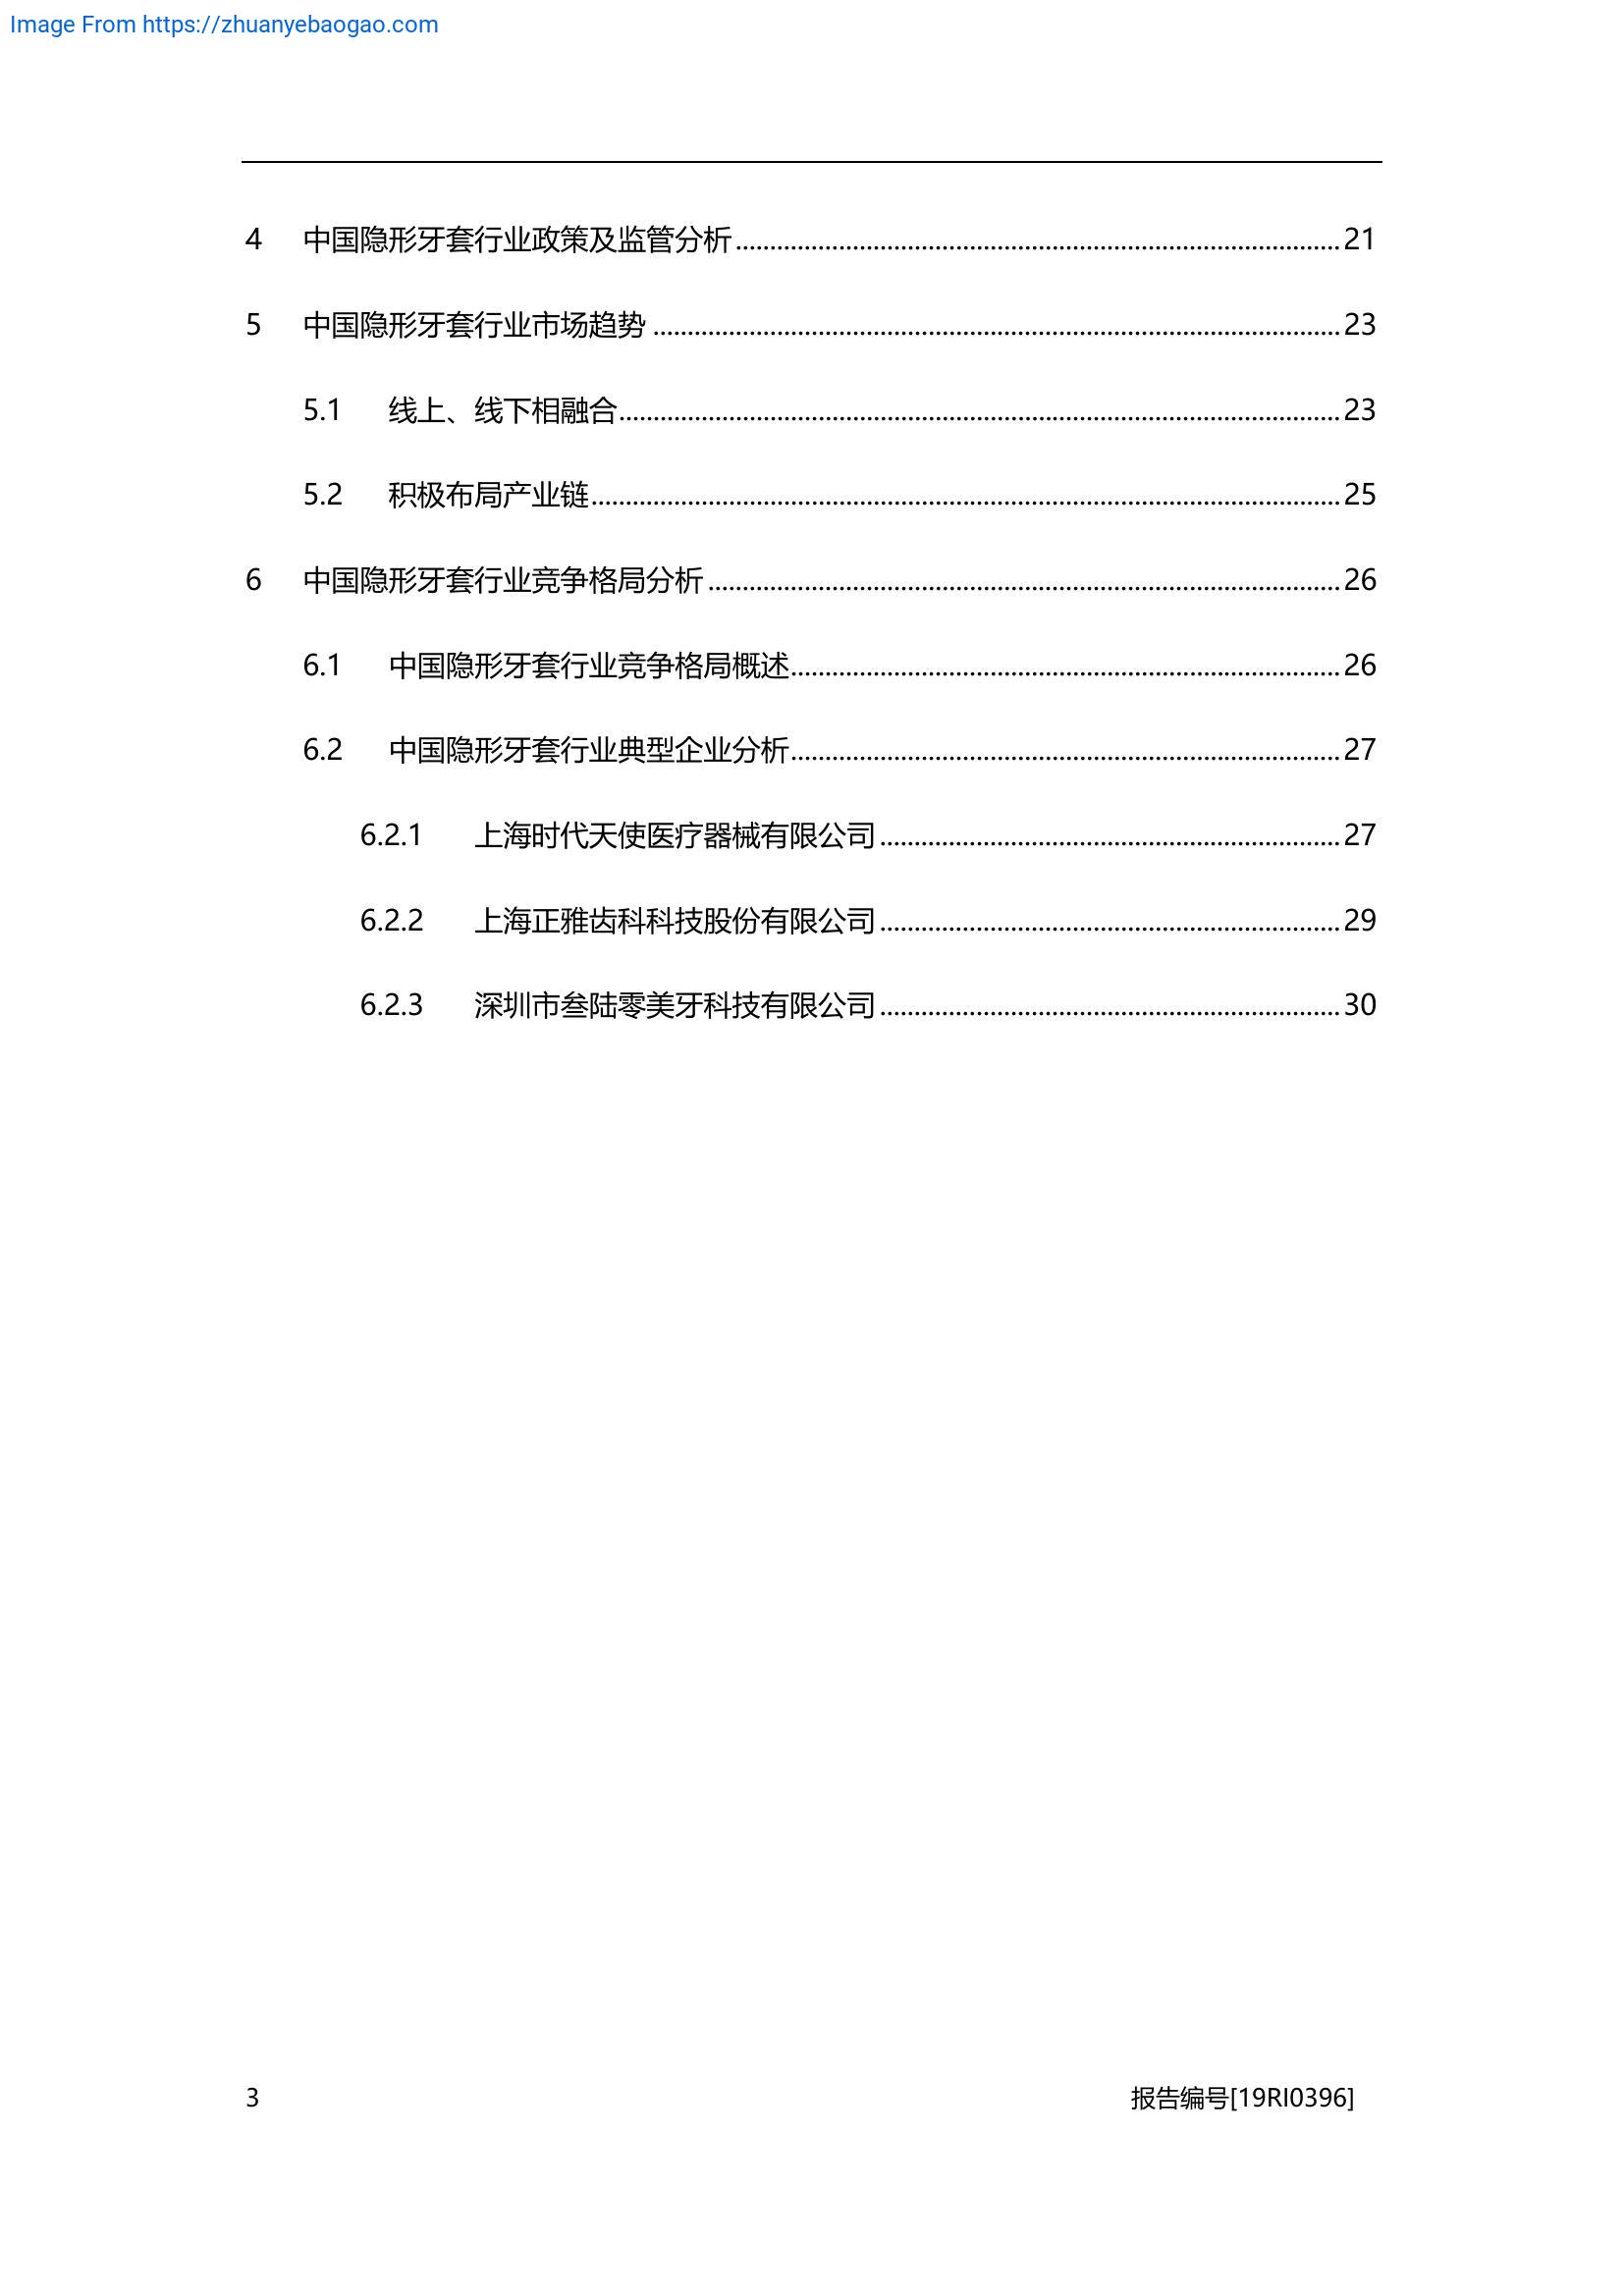 Image From https://zhuanyebaogao.com
4 中国隐形牙套行业政策及监管分析........................................................................................21
5 中国隐形牙套行业市场趋势 ....................................................................................................23
5.1 线上、线下相融合.........................................................................................................23
5.2 积极布局产业链.............................................................................................................25
6 中国隐形牙套行业竞争格局分析 ............................................................................................26
6.1 中国隐形牙套行业竞争格局概述................................................................................26
6.2 中国隐形牙套行业典型企业分析................................................................................27
6.2.1 上海时代天使医疗器械有限公司 ...................................................................27
6.2.2 上海正雅齿科科技股份有限公司 ...................................................................29
6.2.3 深圳市叁陆零美牙科技有限公司 ...................................................................30
3 报告编号[19RI0396]